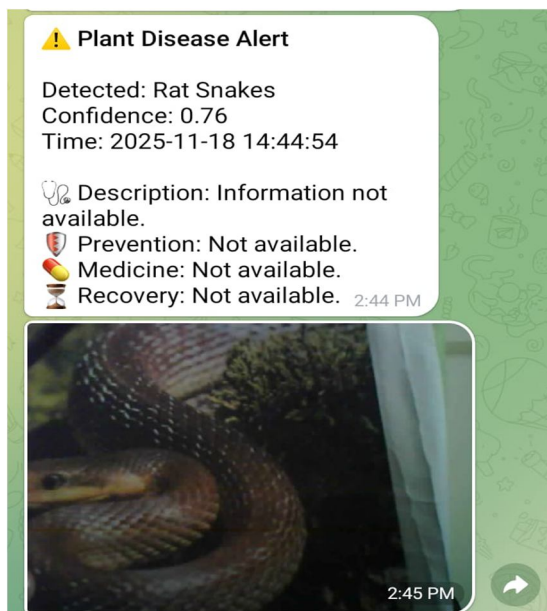 ⚠️ Plant Disease Alert
Detected: Rat Snakes
Confidence: 0.76
Time: 2025-11-18 14:44:54
🩺 Description: Information not
available.
🛡️ Prevention: Not available.
💊 Medicine: Not available.
⏳ Recovery: Not available. 2:44 PM
2:45 PM